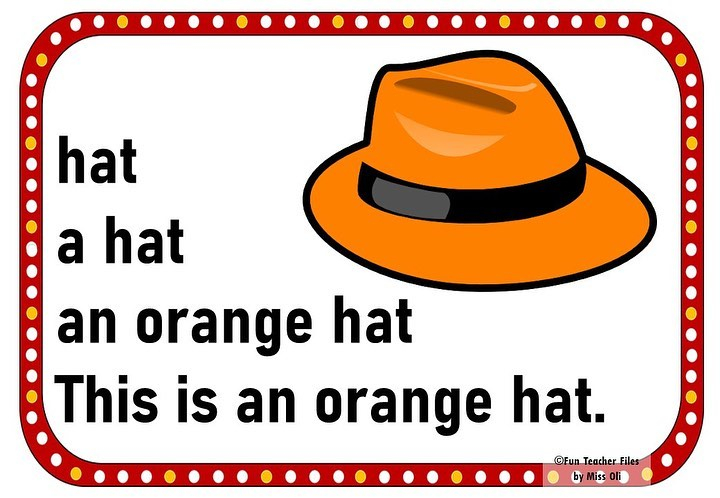 hat
a hat
an orange hat
This is an orange hat.
©Fun Teacher Files
by Miss Oli